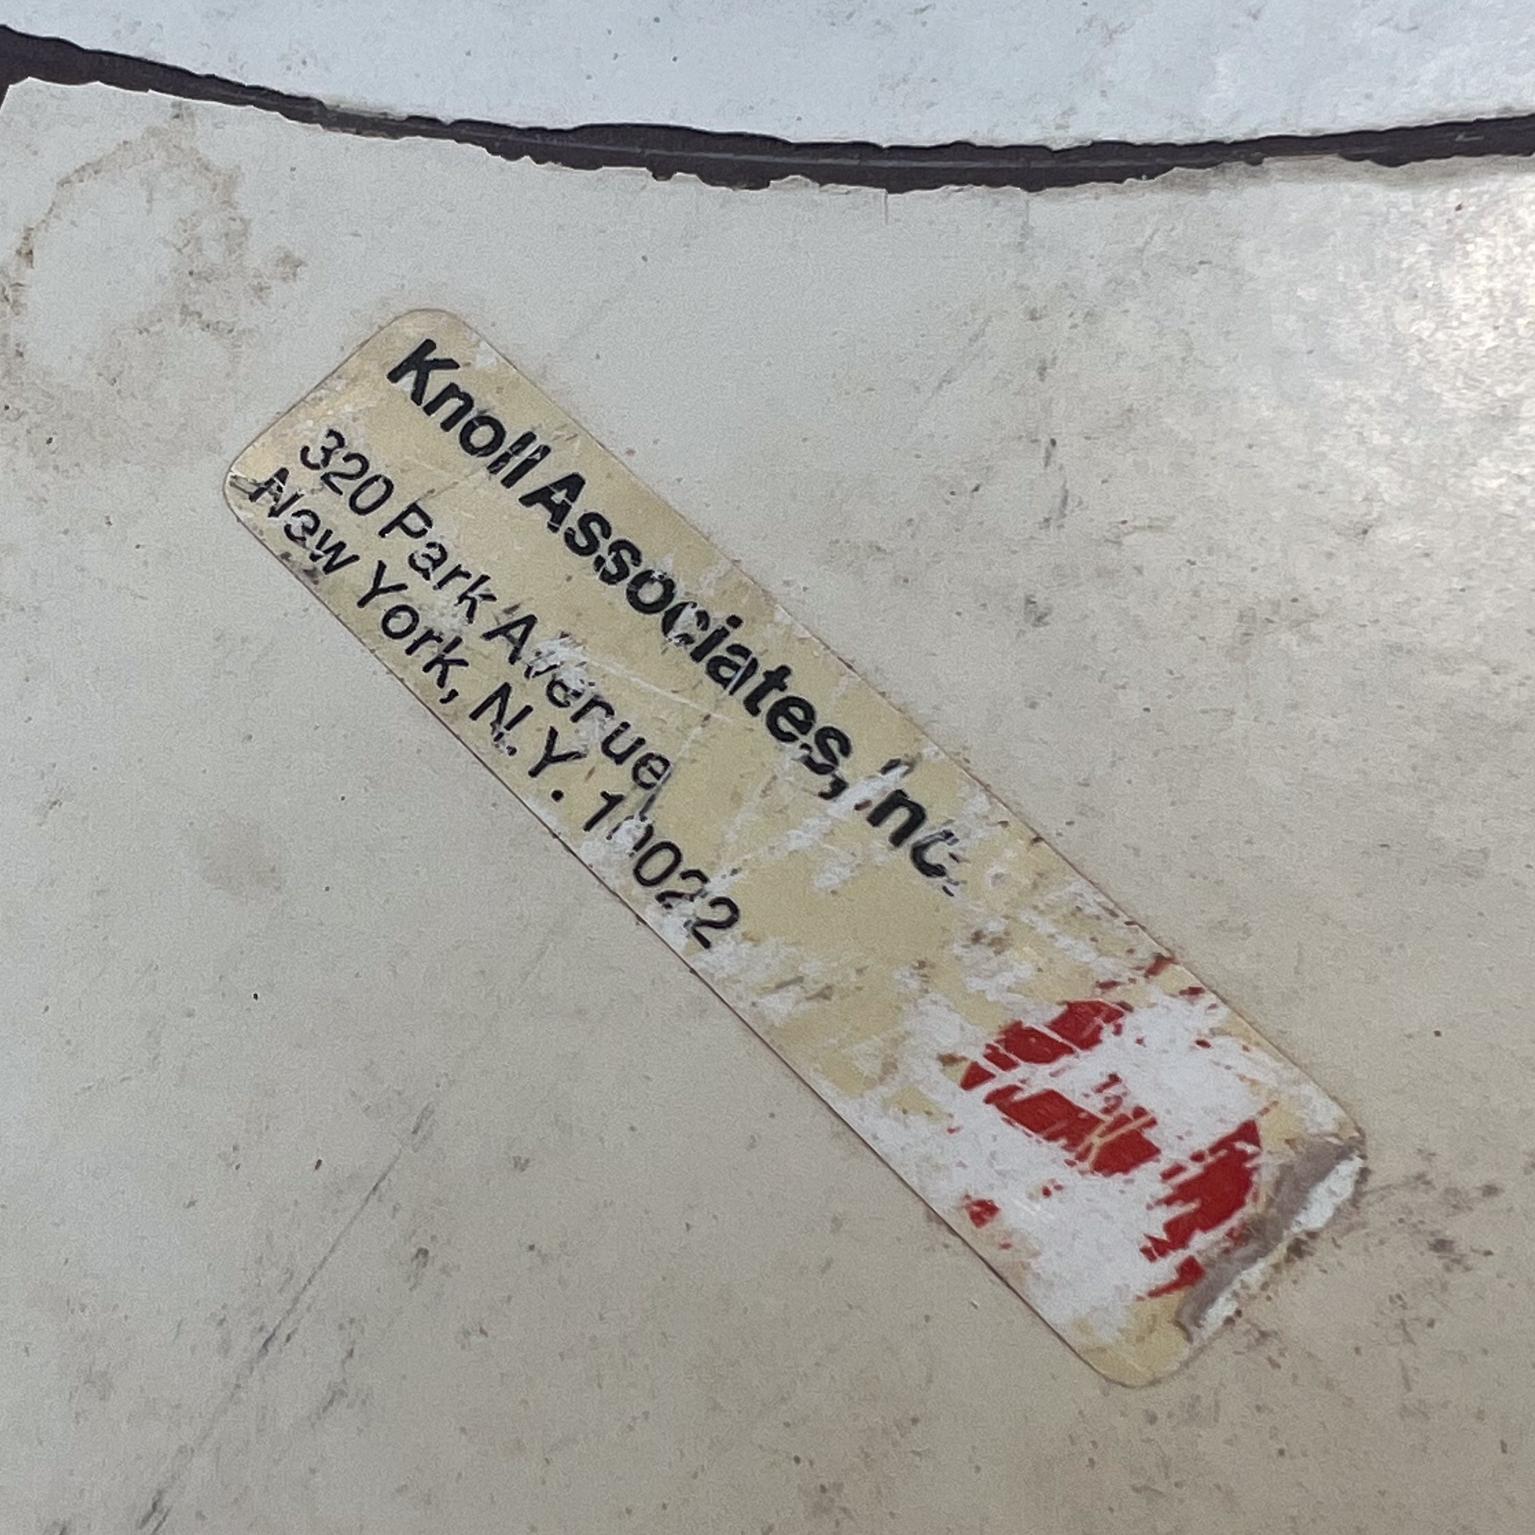 Knoll Associates, Inc.
320 Park Avenue
New York, N.Y. 10022